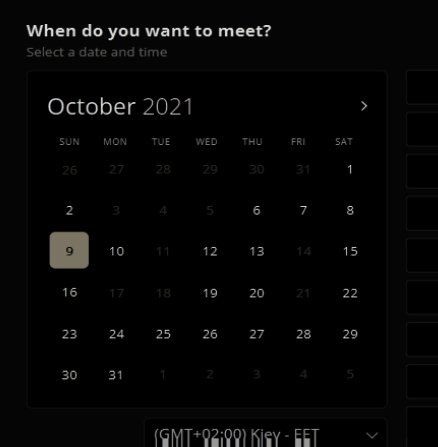 When do you want to meet?
Select a date and time
October 2021
SUN MON TUE WED THU FRI SAT
26 27 28 29 30 31 1
2 3 4 5 6 7 8
9 10 11 12 13 14 15
16 17 18 19 20 21 22
23 24 25 26 27 28 29
30 31 1 2 3 4 5
(GMT+02:00) Kiev - EET